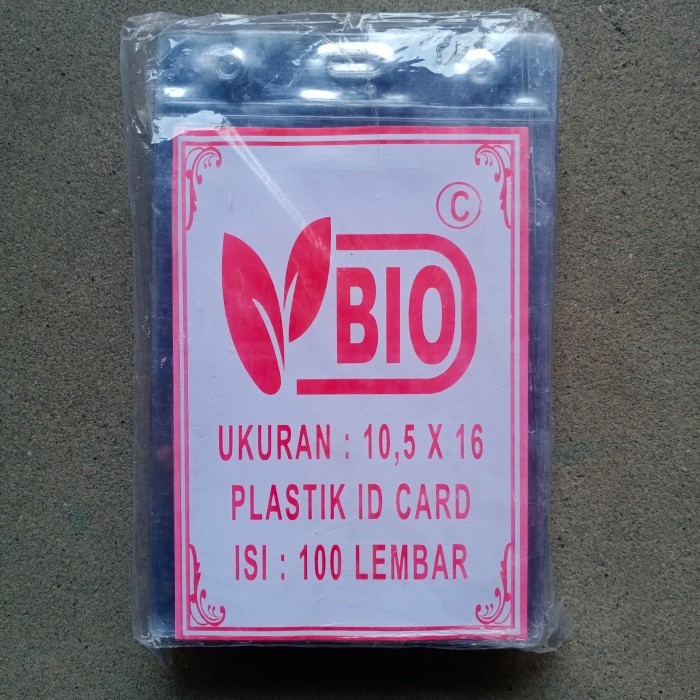 ©
BIO
UKURAN : 10,5 X 16
PLASTIK ID CARD
ISI : 100 LEMBAR